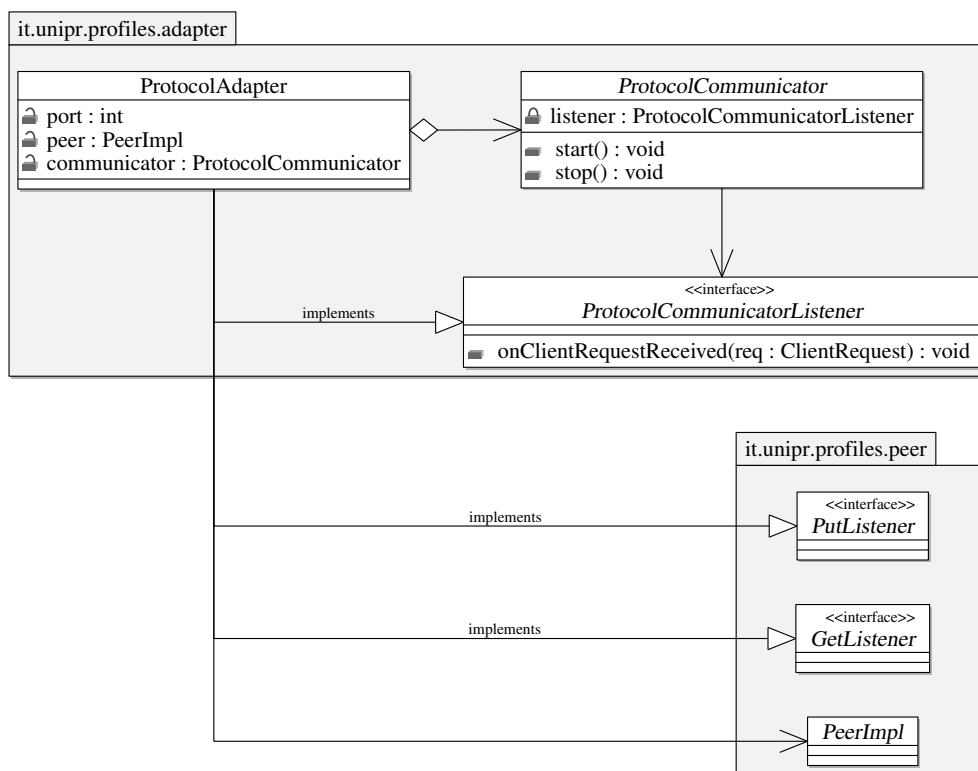 it.unipr.profiles.adapter
ProtocolAdapter
port : int
peer : PeerImpl
communicator : ProtocolCommunicator
ProtocolCommunicator
listener : ProtocolCommunicatorListener
start() : void
stop() : void
implements
<<interface>>
ProtocolCommunicatorListener
onClientRequestReceived(req : ClientRequest) : void
it.unipr.profiles.peer
implements
<<interface>>
PutListener
implements
<<interface>>
GetListener
PeerImpl